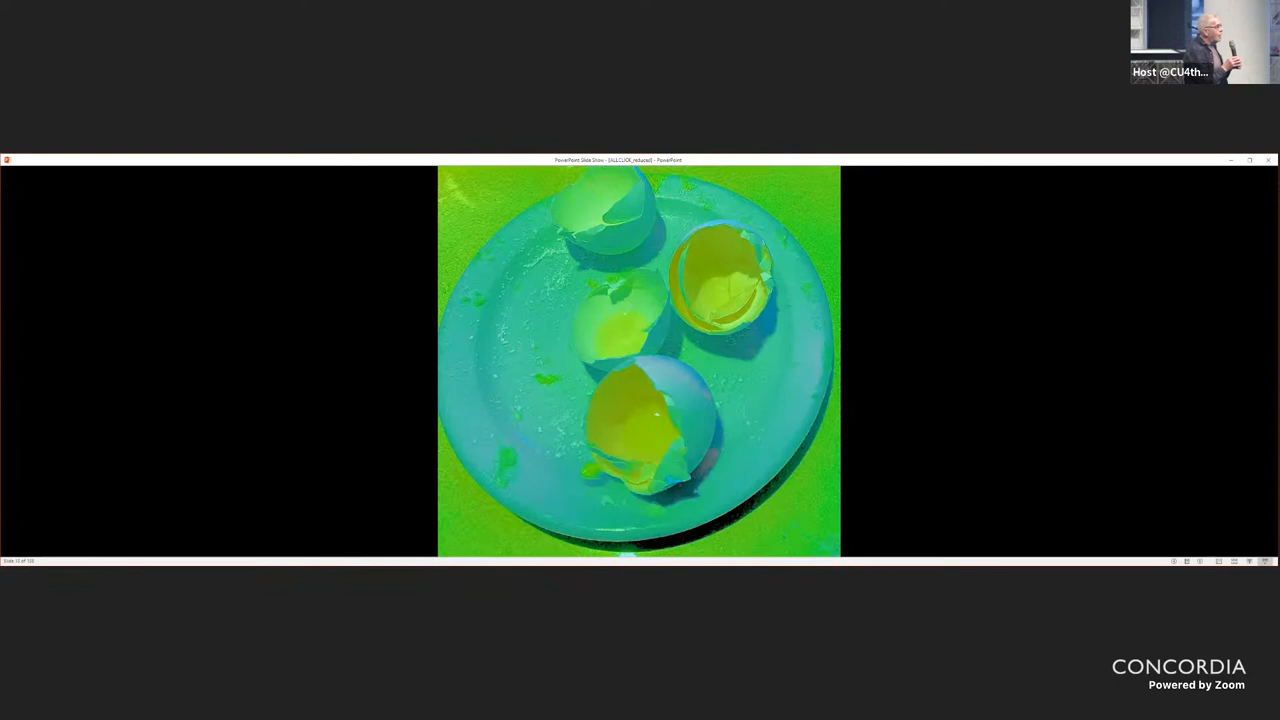 Host @CU4th...
PowerPoint Slide Show - [ALLCLICK_reduced] - PowerPoint
CONCORDIA
Powered by Zoom